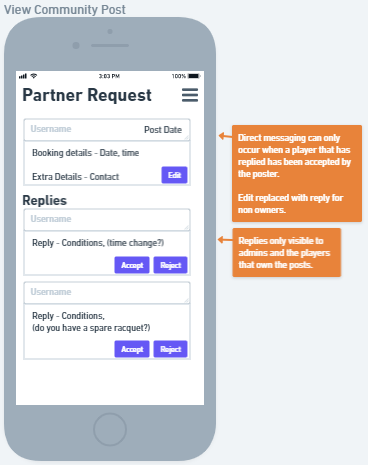 View Community Post
3:03 PM
100%
Partner Request
Username
Post Date
Booking details - Date, time
Extra Details - Contact
Edit
Replies
Username
Reply - Conditions, (time change?)
Accept
Reject
Username
Reply - Conditions,
(do you have a spare racquet?)
Accept
Reject
Direct messaging can only
occur when a player that has
replied has been accepted by
the poster.
Edit replaced with reply for
non owners.
Replies only visible to
admins and the players
that own the posts.